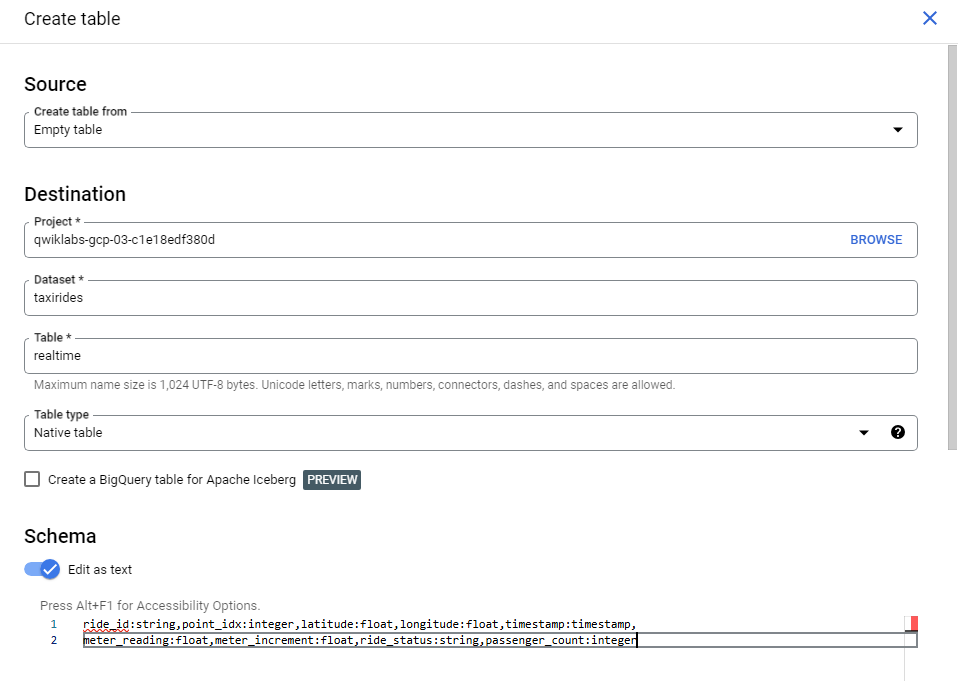 Create table
Source
Create table from
Empty table
Destination
Project *
qwiklabs-gcp-03-c1e18edf380d
BROWSE
Dataset *
taxirides
Table *
realtime
Maximum name size is 1,024 UTF-8 bytes. Unicode letters, marks, numbers, connectors, dashes, and spaces are allowed.
Table type
Native table
Create a BigQuery table for Apache Iceberg PREVIEW
Schema
Edit as text
Press Alt+F1 for Accessibility Options.
1 ride_id:string,point_idx:integer,latitude:float,longitude:float,timestamp:timestamp,
2 meter_reading:float,meter_increment:float,ride_status:string,passenger_count:integer